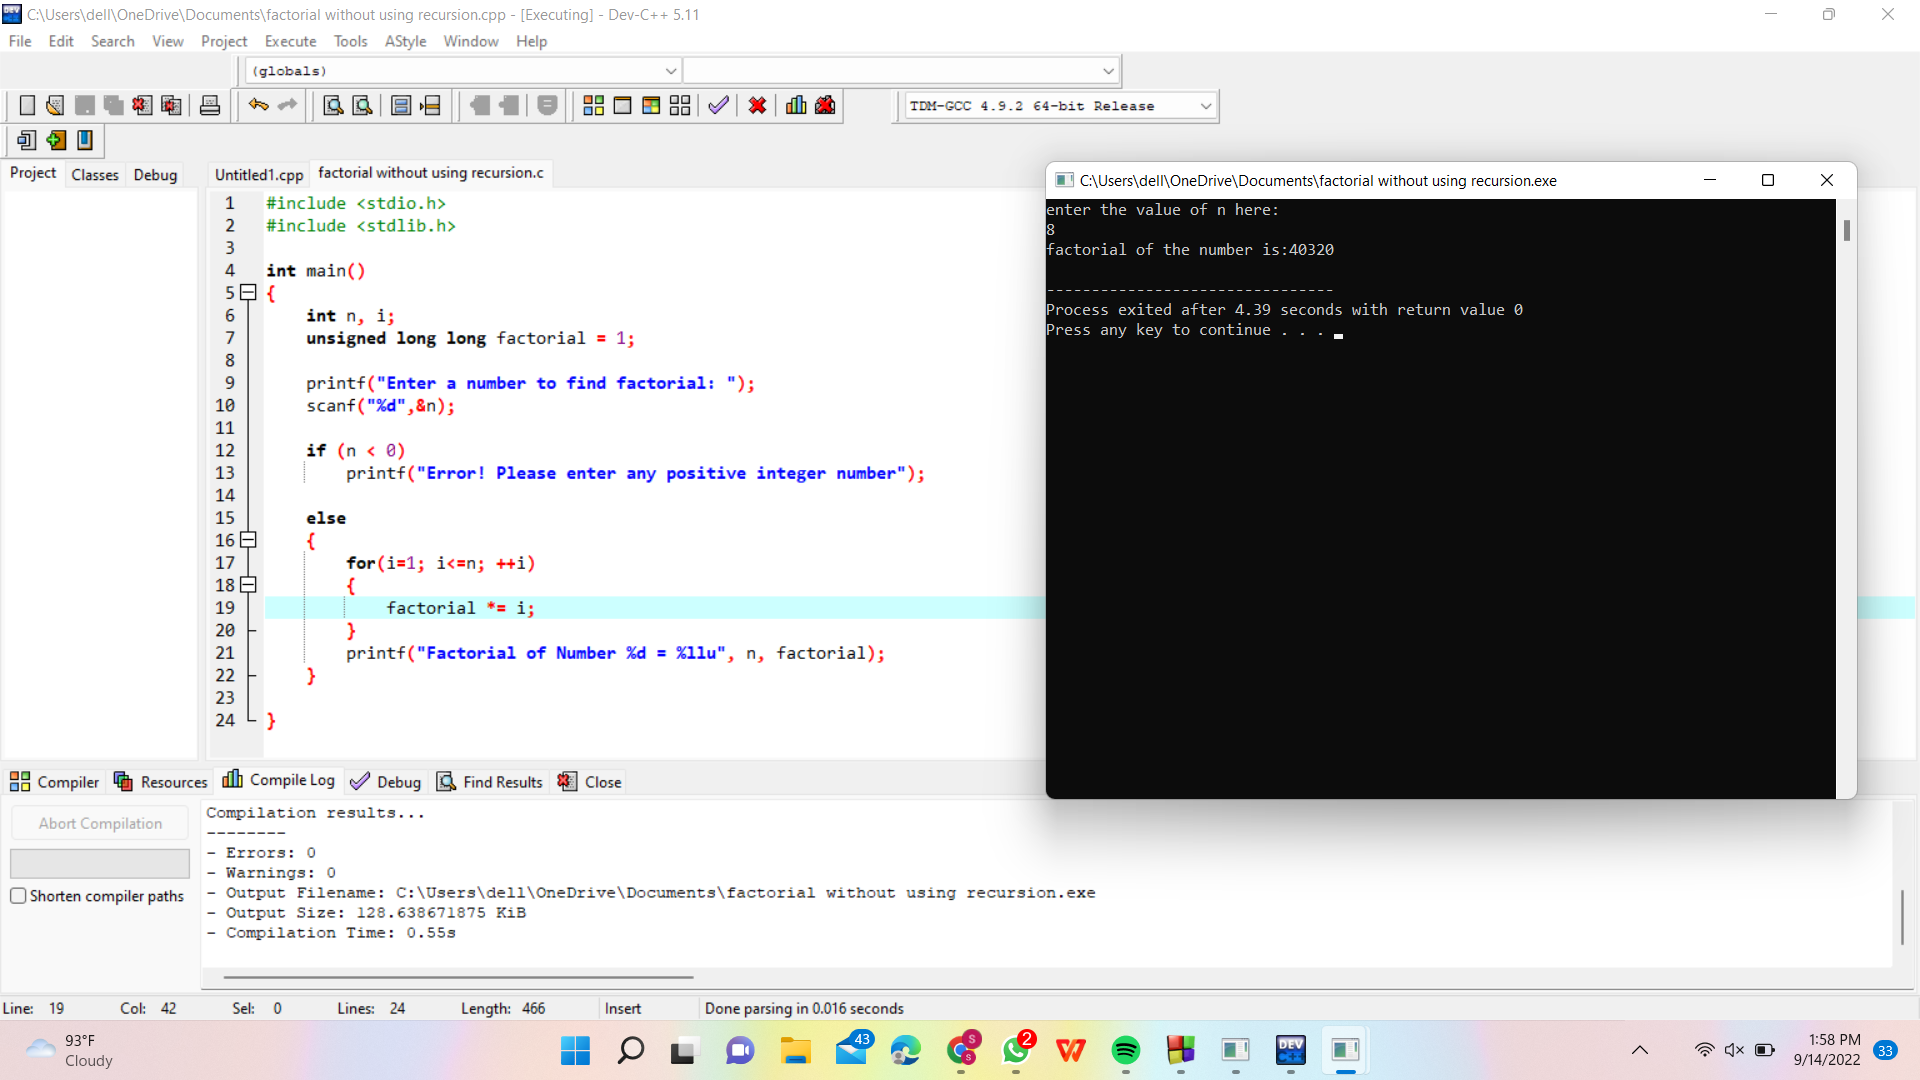 C:\Users\dell\OneDrive\Documents\factorial without using recursion.cpp - [Executing] - Dev-C++ 5.11
File Edit Search View Project Execute Tools AStyle Window Help
(globals)
TDM-GCC 4.9.2 64-bit Release
Project Classes Debug
Untitled1.cpp factorial without using recursion.c
1 #include <stdio.h>
2 #include <stdlib.h>
3
4 int main()
5 {
6 int n, i;
7 unsigned long long factorial = 1;
8
9 printf("Enter a number to find factorial: ");
10 scanf("%d",&n);
11
12 if (n < 0)
13 printf("Error! Please enter any positive integer number");
14
15 else
16 {
17 for(i=1; i<=n; ++i)
18 {
19 factorial *= i;
20 }
21 printf("Factorial of Number %d = %llu", n, factorial);
22 }
23
24 }
C:\Users\dell\OneDrive\Documents\factorial without using recursion.exe
enter the value of n here:
8
factorial of the number is:40320
--------------------------------
Process exited after 4.39 seconds with return value 0
Press any key to continue . . .
Compiler Resources Compile Log Debug Find Results Close
Abort Compilation
Shorten compiler paths
Compilation results...
--------
- Errors: 0
- Warnings: 0
- Output Filename: C:\Users\dell\OneDrive\Documents\factorial without using recursion.exe
- Output Size: 128.638671875 KiB
- Compilation Time: 0.55s
Line: 19 Col: 42 Sel: 0 Lines: 24 Length: 466 Insert Done parsing in 0.016 seconds
93°F
Cloudy
43
S
S
2
DEV
C++
1:58 PM
9/14/2022
33